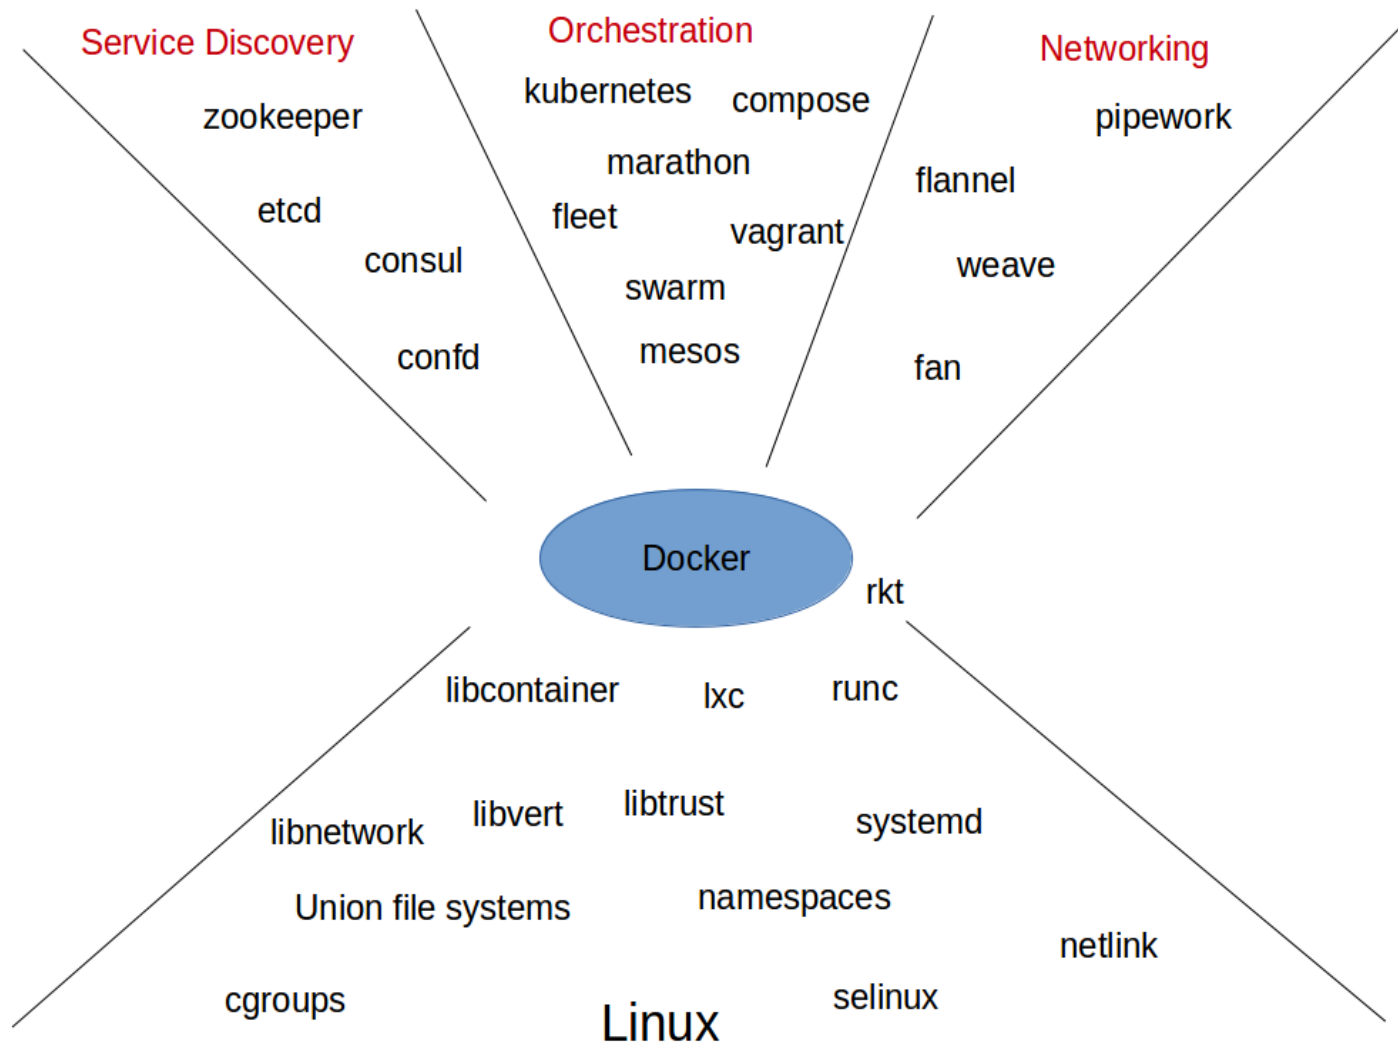 Service Discovery
Orchestration
Networking
zookeeper
etcd
consul
confd
kubernetes
compose
marathon
fleet
vagrant
swarm
mesos
pipework
flannel
weave
fan
Docker
rkt
libcontainer
lxc
runc
libnetwork
libvert
libtrust
systemd
Union file systems
namespaces
netlink
cgroups
selinux
Linux